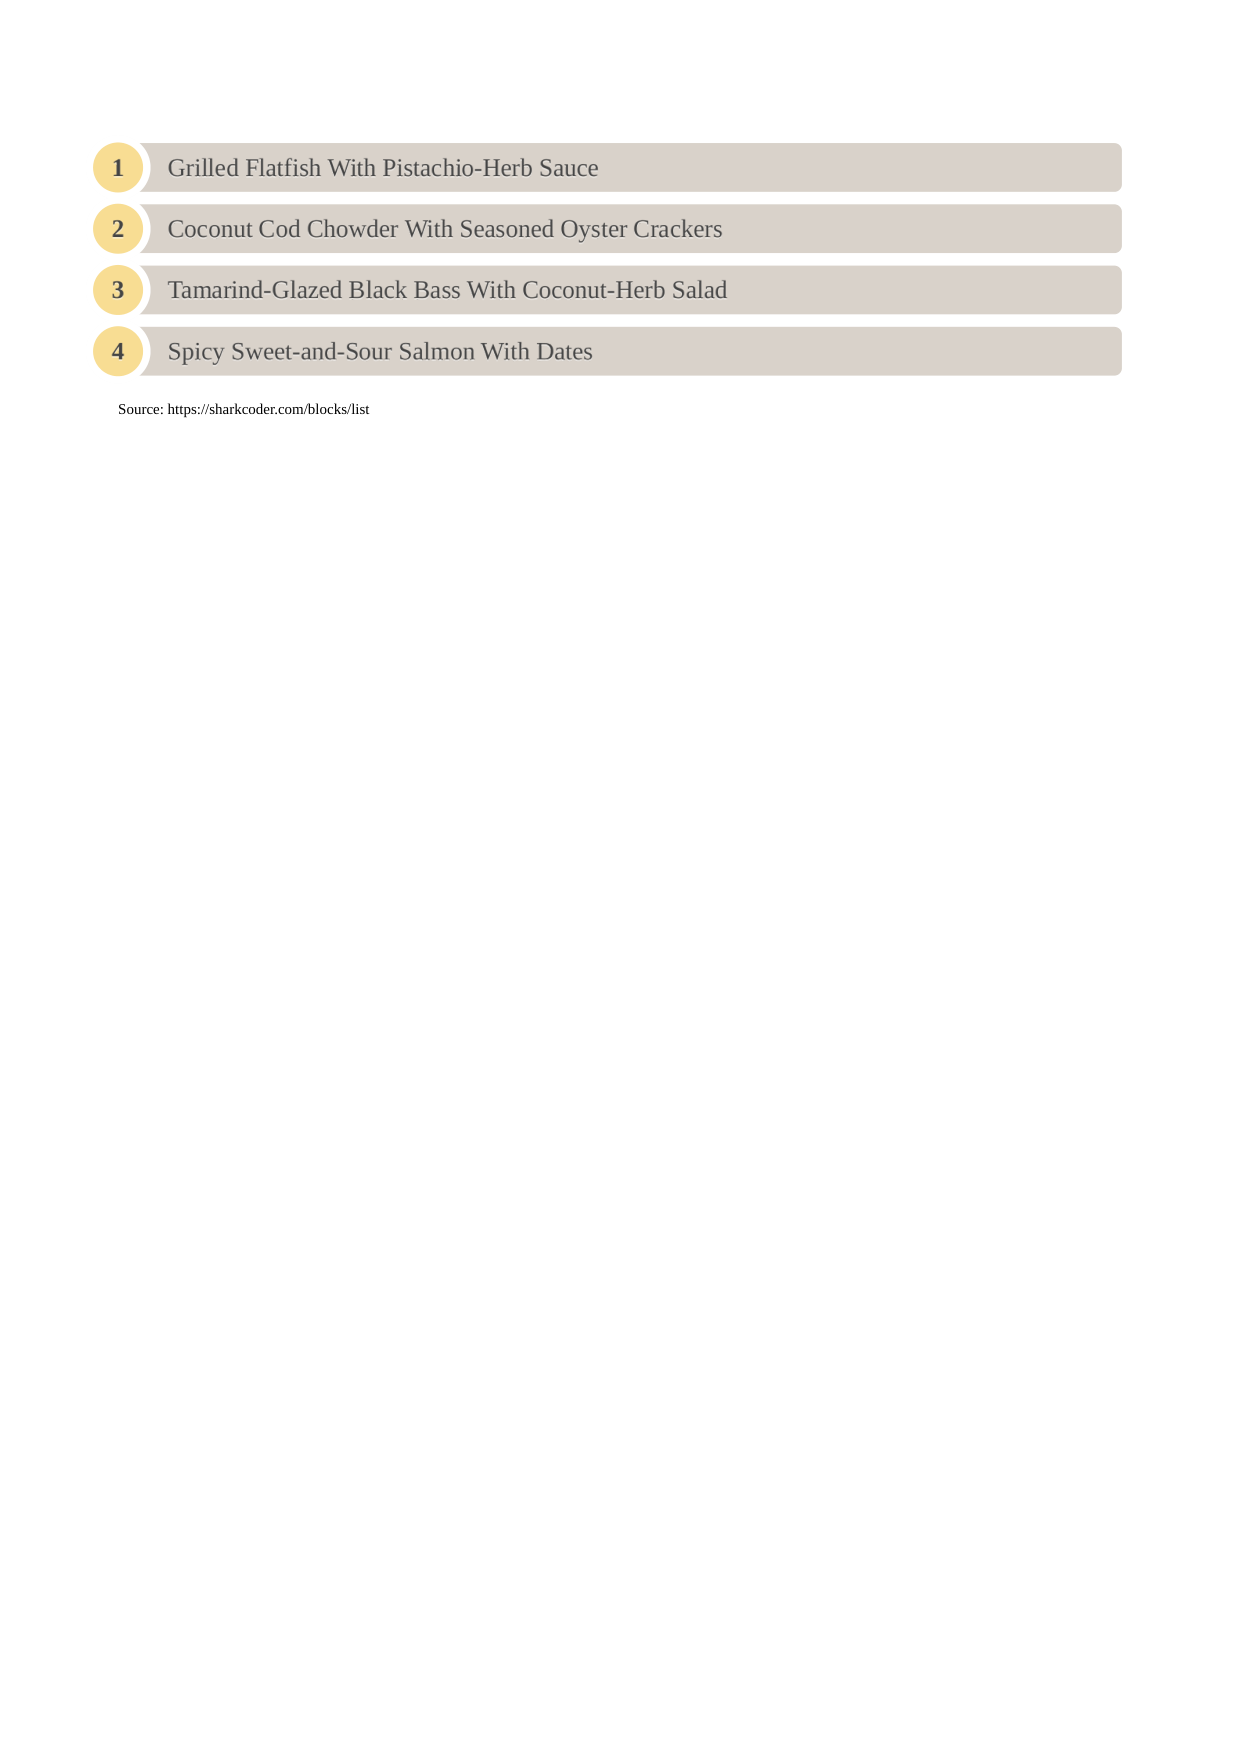 1 Grilled Flatfish With Pistachio-Herb Sauce
2 Coconut Cod Chowder With Seasoned Oyster Crackers
3 Tamarind-Glazed Black Bass With Coconut-Herb Salad
4 Spicy Sweet-and-Sour Salmon With Dates
Source: https://sharkcoder.com/blocks/list